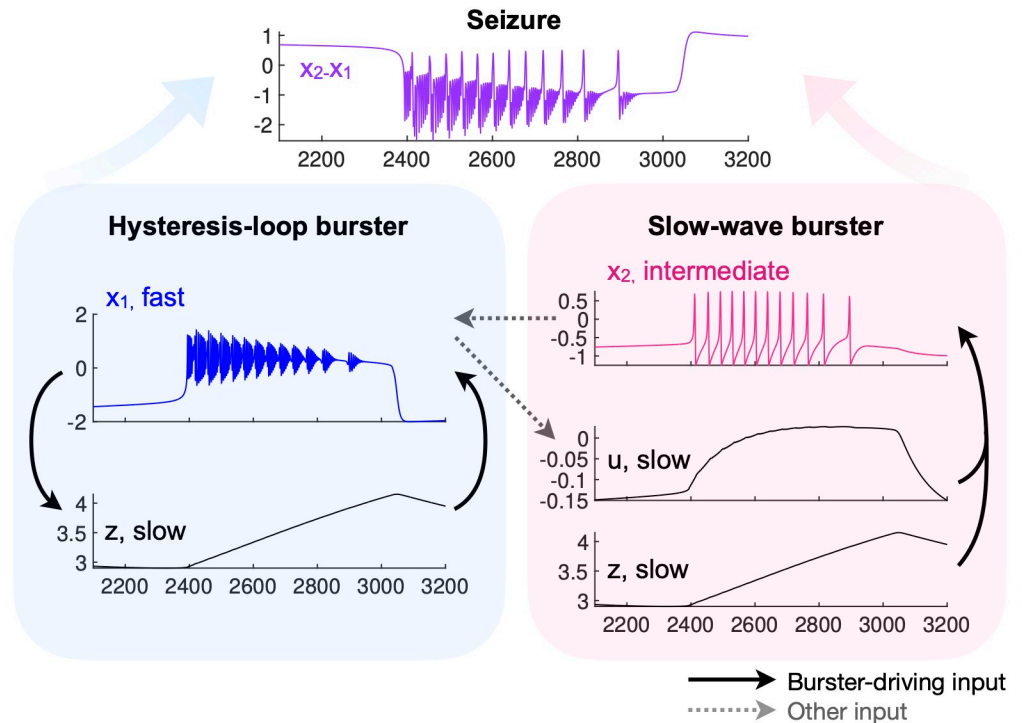 Seizure
1
0
-1
-2
x₂-x₁
2200 2400 2600 2800 3000 3200
Hysteresis-loop burster
x₁, fast
2
0
-2
z, slow
4
3.5
3
2200 2400 2600 2800 3000 3200
Slow-wave burster
x₂, intermediate
0.5
0
-0.5
-1
u, slow
0
-0.05
-0.1
-0.15
z, slow
4
3.5
3
2200 2400 2600 2800 3000 3200
Burster-driving input
Other input